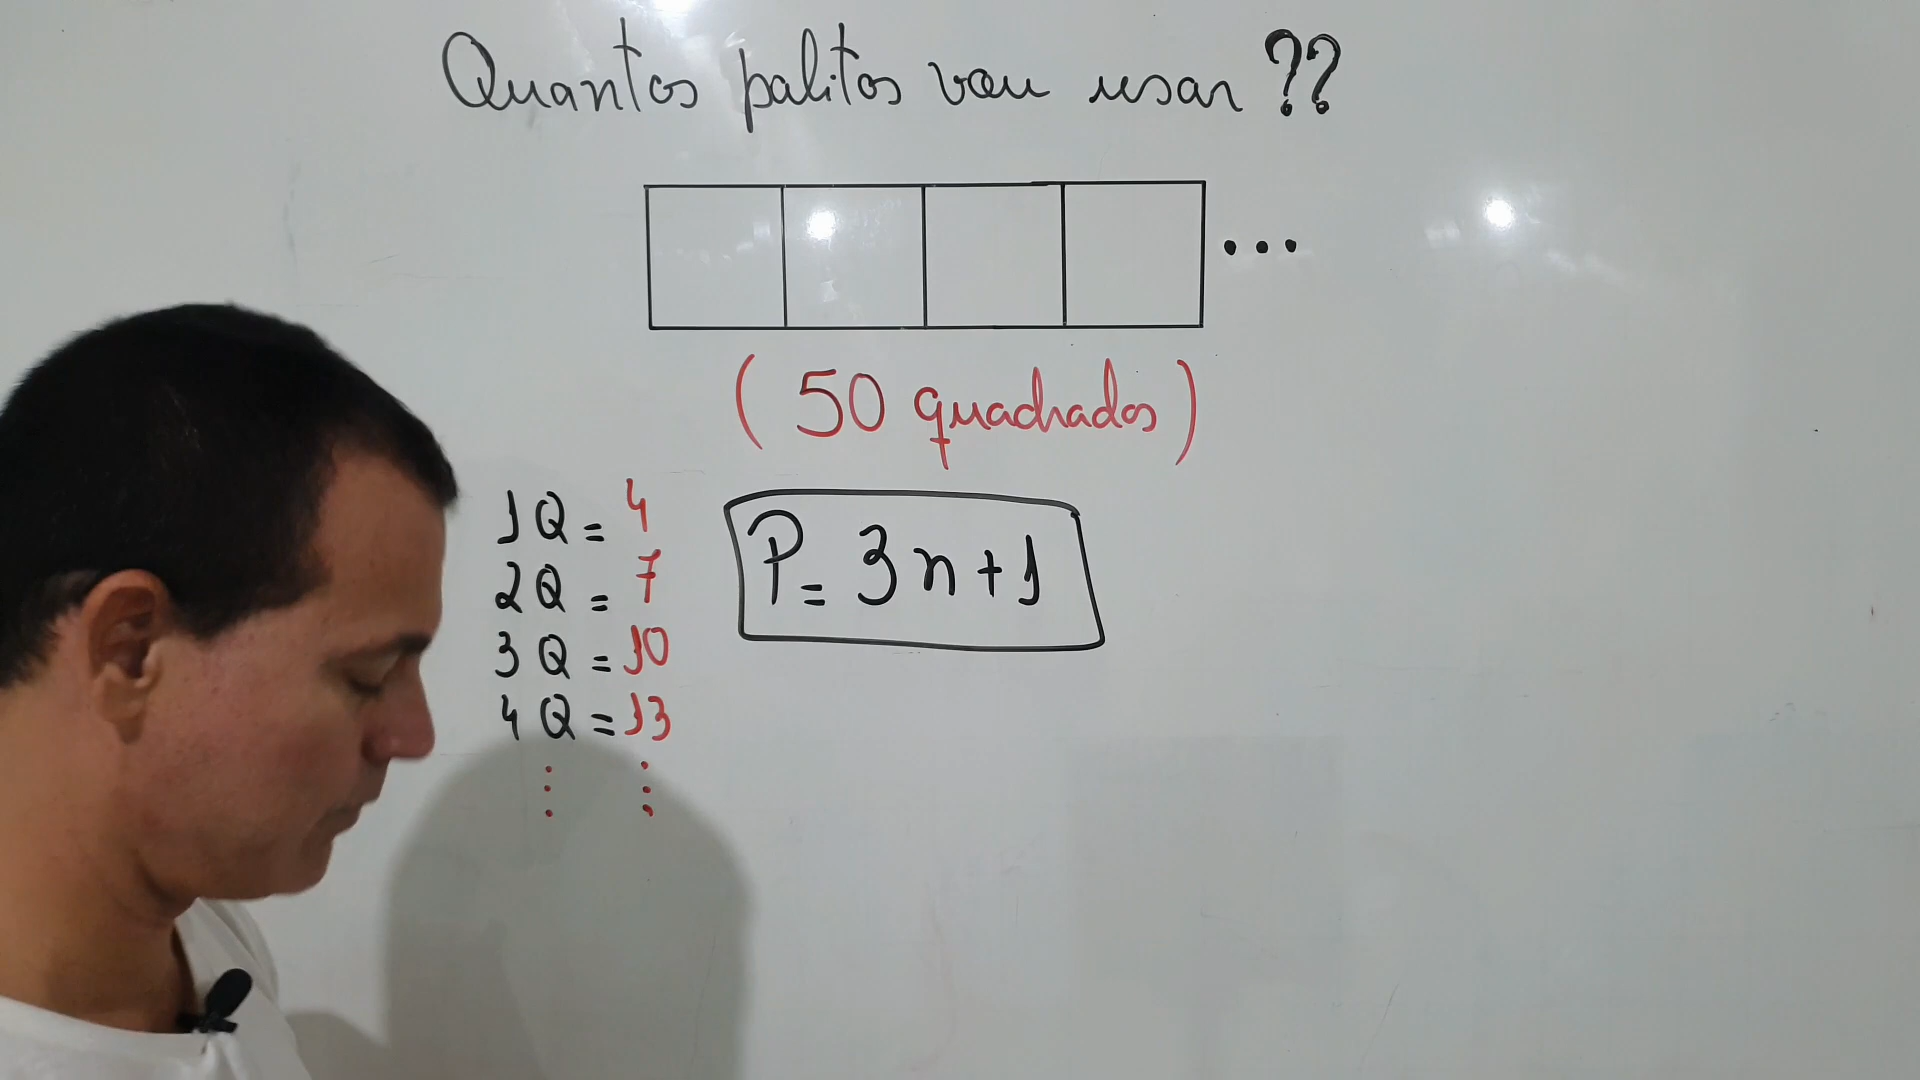 Quantos palitos vou usar ??
...
( 50 quadrados )
1 Q = 4
2 Q = 7
3 Q = 10
4 Q = 13
P = 3n + 1